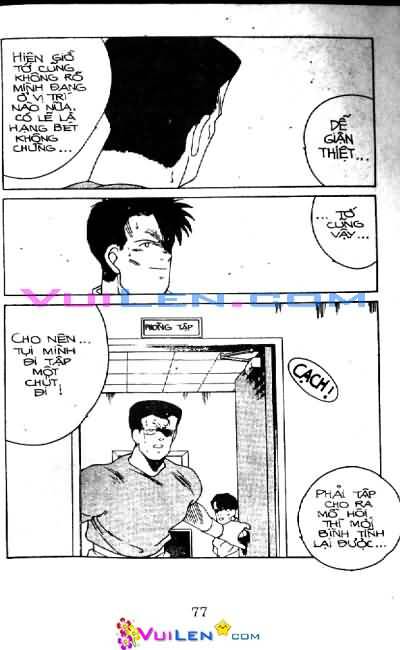 HIỆN GIỜ
TỚ CŨNG
KHÔNG RÕ
MÌNH ĐANG
Ở VỊ TRÍ
NÀO NỮA.
CÓ LẼ LÀ
HẠNG BÉT
KHÔNG
CHỪNG...
DỄ
GIẬN
THIỆT...
... TỚ
CŨNG
VẬY...
VUILEN.COM
CHO NÊN...
TỤI MÌNH
ĐI TẬP
MỘT
CHÚT
ĐI !
PHÒNG TẬP
CẠCH!
PHẢI TẬP
CHO RA
MỒ HÔI
THÌ MỚI
BÌNH TĨNH
LẠI ĐƯỢC...
77
VUILEN.COM